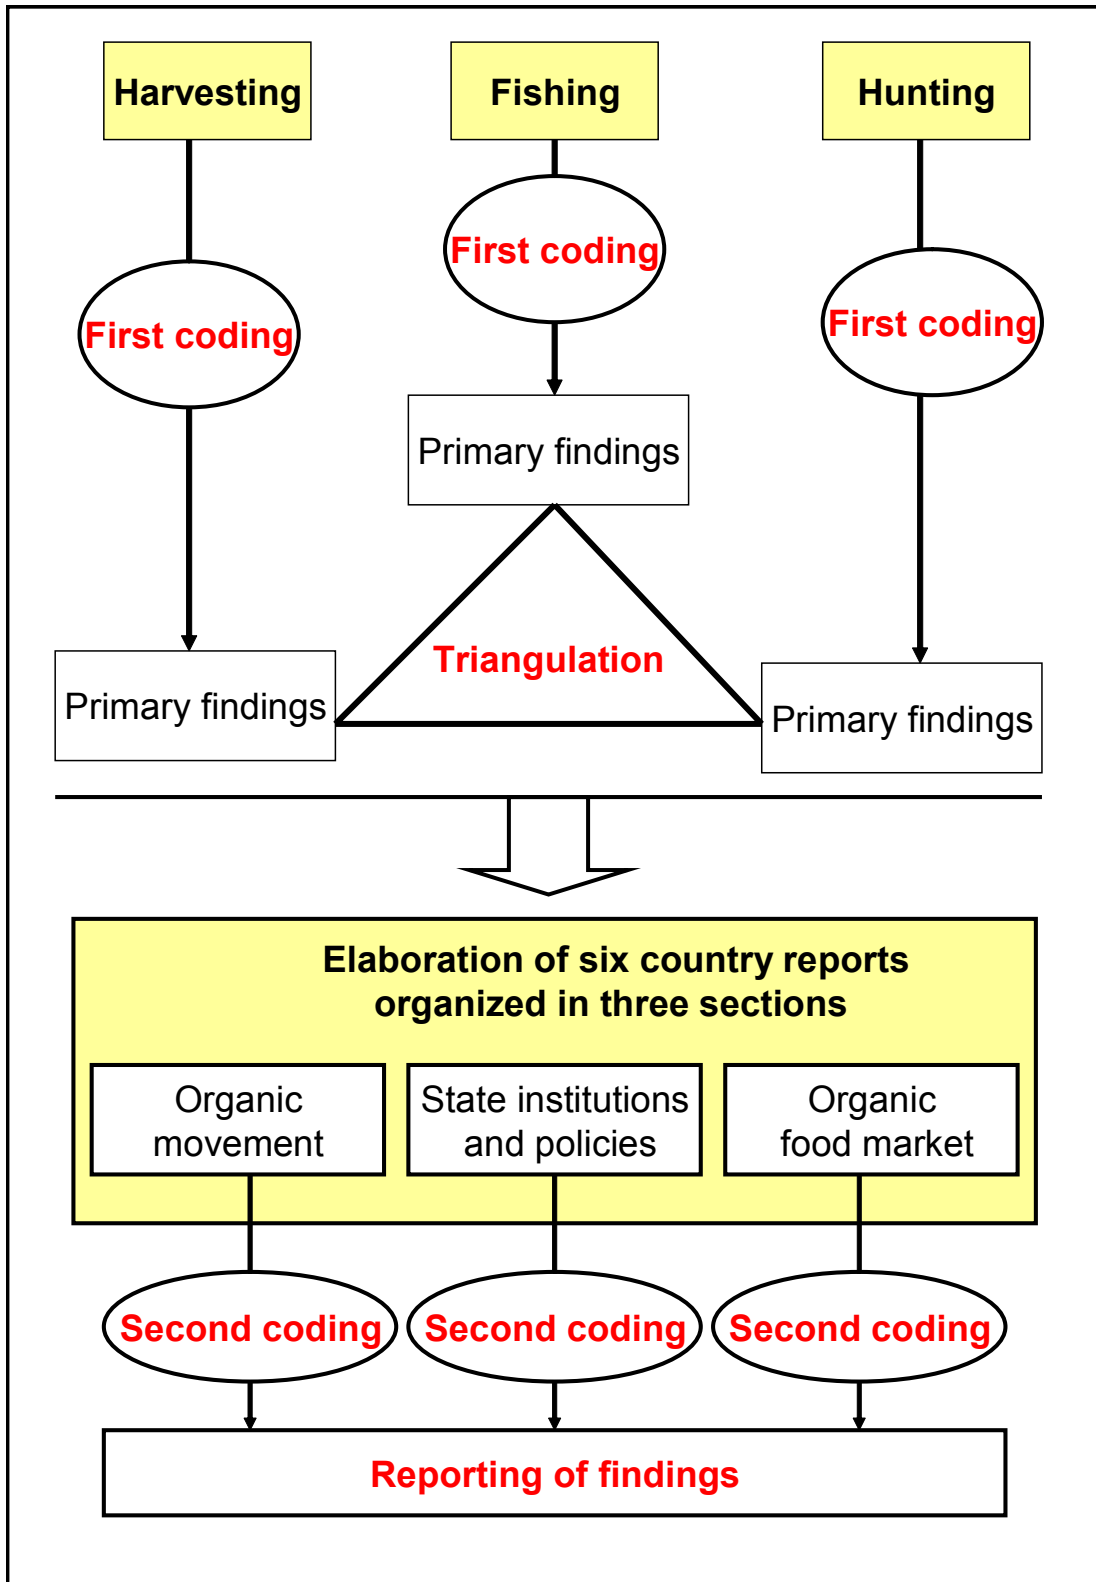 Harvesting
Fishing
Hunting
First coding
First coding
First coding
Primary findings
Triangulation
Primary findings
Primary findings
Elaboration of six country reports
organized in three sections
Organic
movement
State institutions
and policies
Organic
food market
Second coding
Second coding
Second coding
Reporting of findings